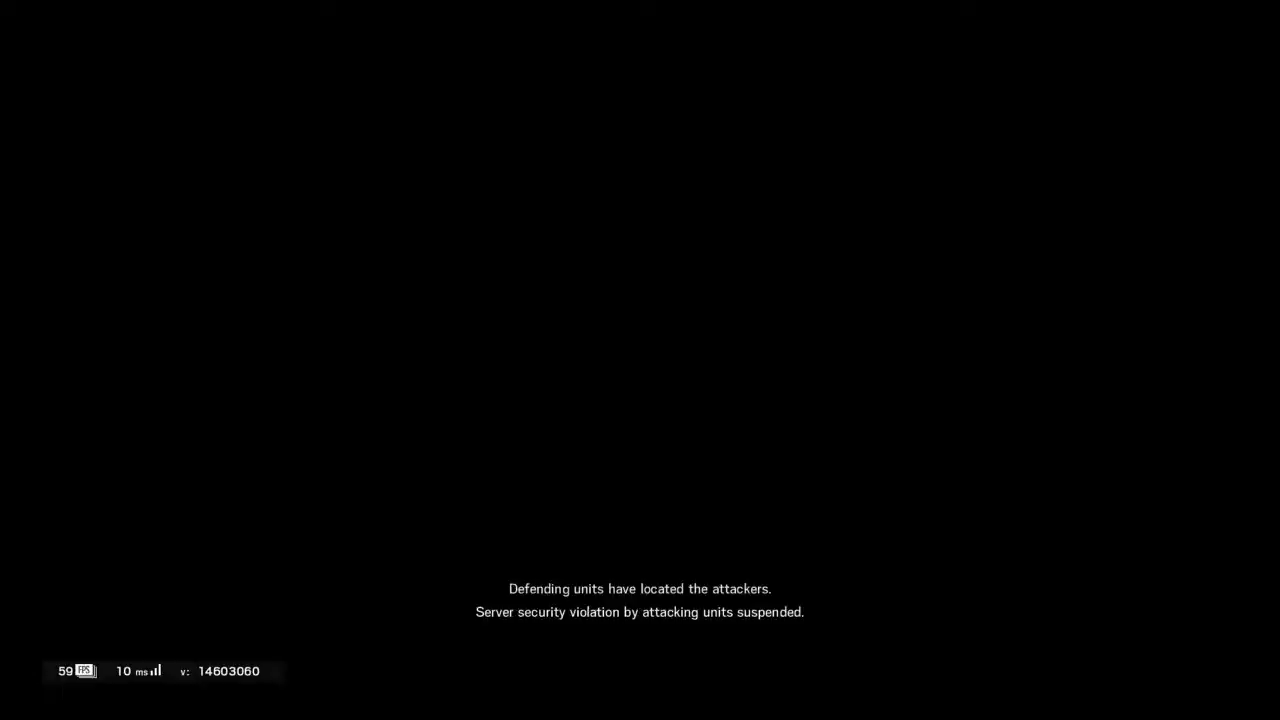 Defending units have located the attackers.
Server security violation by attacking units suspended.
59 FPS 10 ms v: 14603060